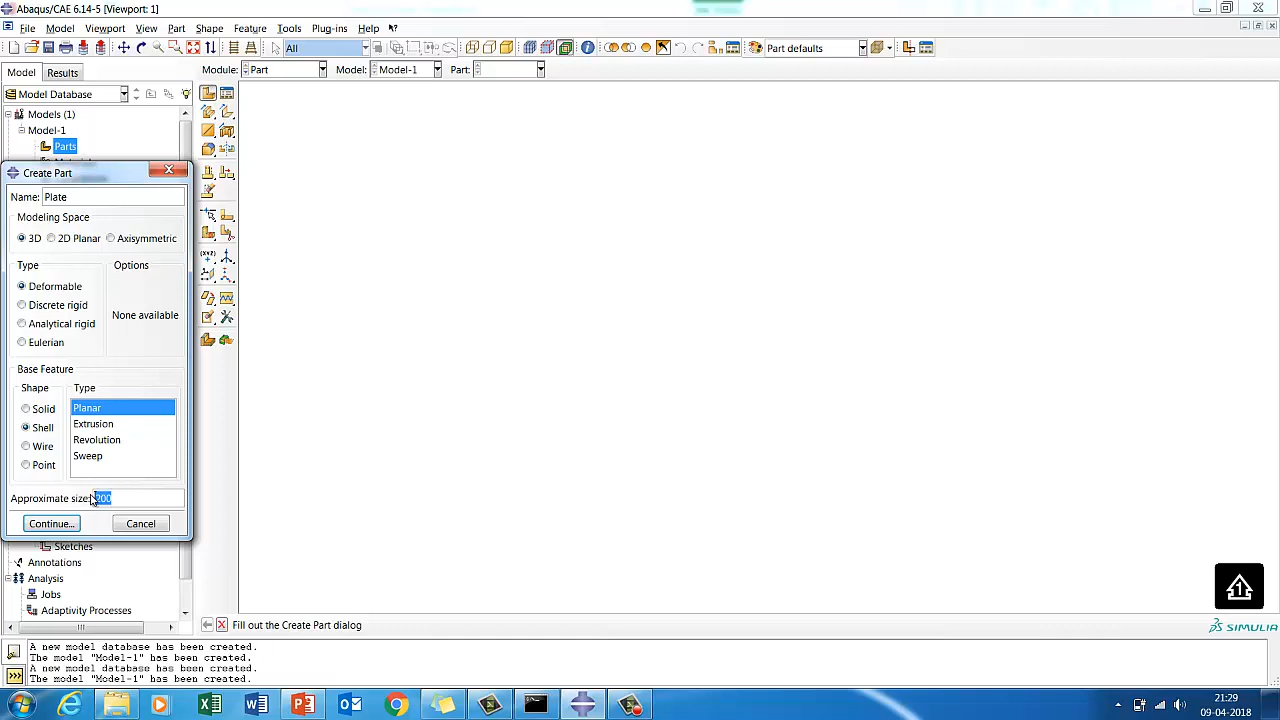 Abaqus/CAE 6.14-5 [Viewport: 1]
File Model Viewport View Part Shape Feature Tools Plug-ins Help
All Part defaults
Model Results Module: Part Model: Model-1 Part:
Model Database
Models (1)
Model-1
Parts
Create Part
Name: Plate
Modeling Space
3D 2D Planar Axisymmetric
Type Options
Deformable
Discrete rigid
None available
Analytical rigid
Eulerian
Base Feature
Shape Type
Solid Planar
Shell Extrusion
Wire Revolution
Point Sweep
Approximate size: 200
Continue... Cancel
Sketches
Annotations
Analysis
Jobs
Adaptivity Processes
Fill out the Create Part dialog
SIMULIA
A new model database has been created.
The model "Model-1" has been created.
A new model database has been created.
The model "Model-1" has been created.
21:29
09-04-2018